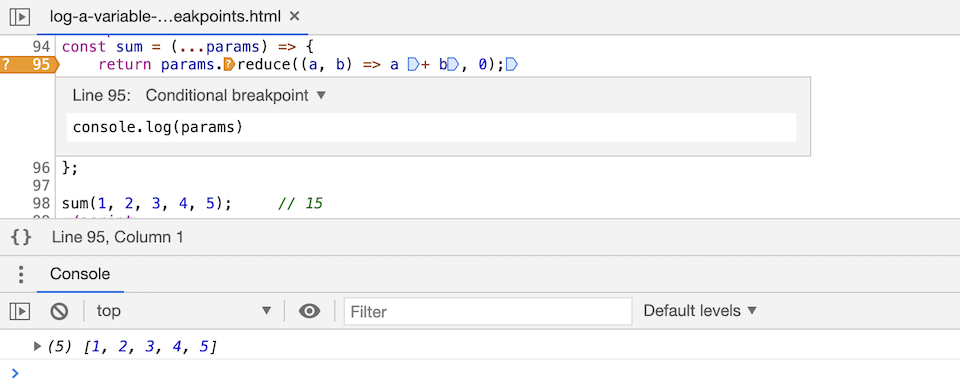 log-a-variable-...eakpoints.html ×
94 const sum = (...params) => {
? 95 return params.?reduce((a, b) => a + b, 0);
Line 95: Conditional breakpoint ▼
console.log(params)
96 };
97
98 sum(1, 2, 3, 4, 5); // 15
{} Line 95, Column 1
Console
top ▼ Filter Default levels ▼
▶ (5) [1, 2, 3, 4, 5]
>